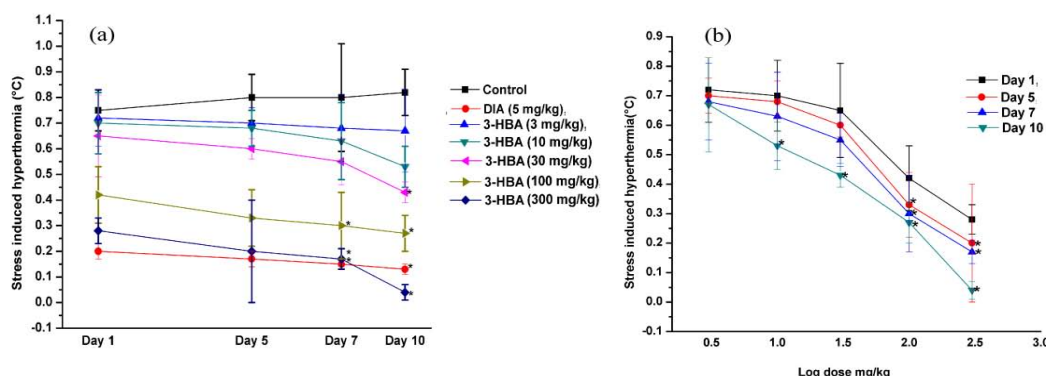 (a)
Stress induced hyperthermia (°C)
1.1
1.0
0.9
0.8
0.7
0.6
0.5
0.4
0.3
0.2
0.1
0.0
-0.1
Day 1
Day 5
Day 7
Day 10
Control
DIA (5 mg/kg)
3-HBA (3 mg/kg)
3-HBA (10 mg/kg)
3-HBA (30 mg/kg)
3-HBA (100 mg/kg)
3-HBA (300 mg/kg)
(b)
Stress induced hyperthermia(°C)
0.9
0.8
0.7
0.6
0.5
0.4
0.3
0.2
0.1
0.0
-0.1
0.5
1.0
1.5
2.0
2.5
3.0
Log dose mg/kg
Day 1
Day 5
Day 7
Day 10